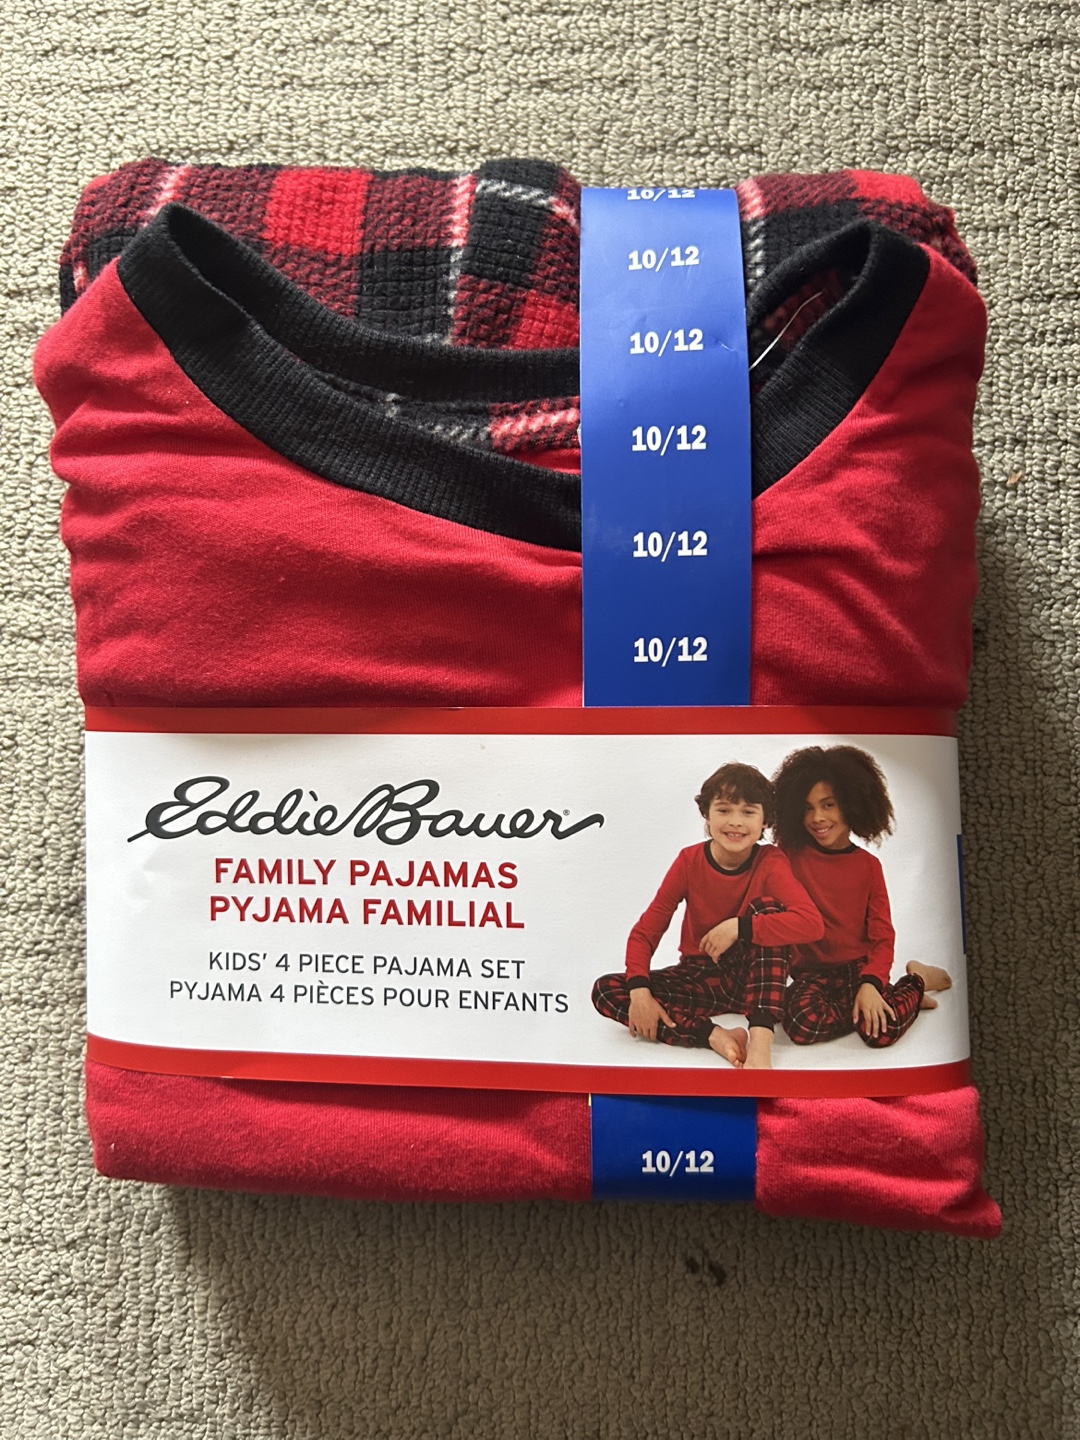 10/12
10/12
10/12
10/12
10/12
10/12
Eddie Bauer®
FAMILY PAJAMAS
PYJAMA FAMILIAL
KIDS' 4 PIECE PAJAMA SET
PYJAMA 4 PIÈCES POUR ENFANTS
10/12